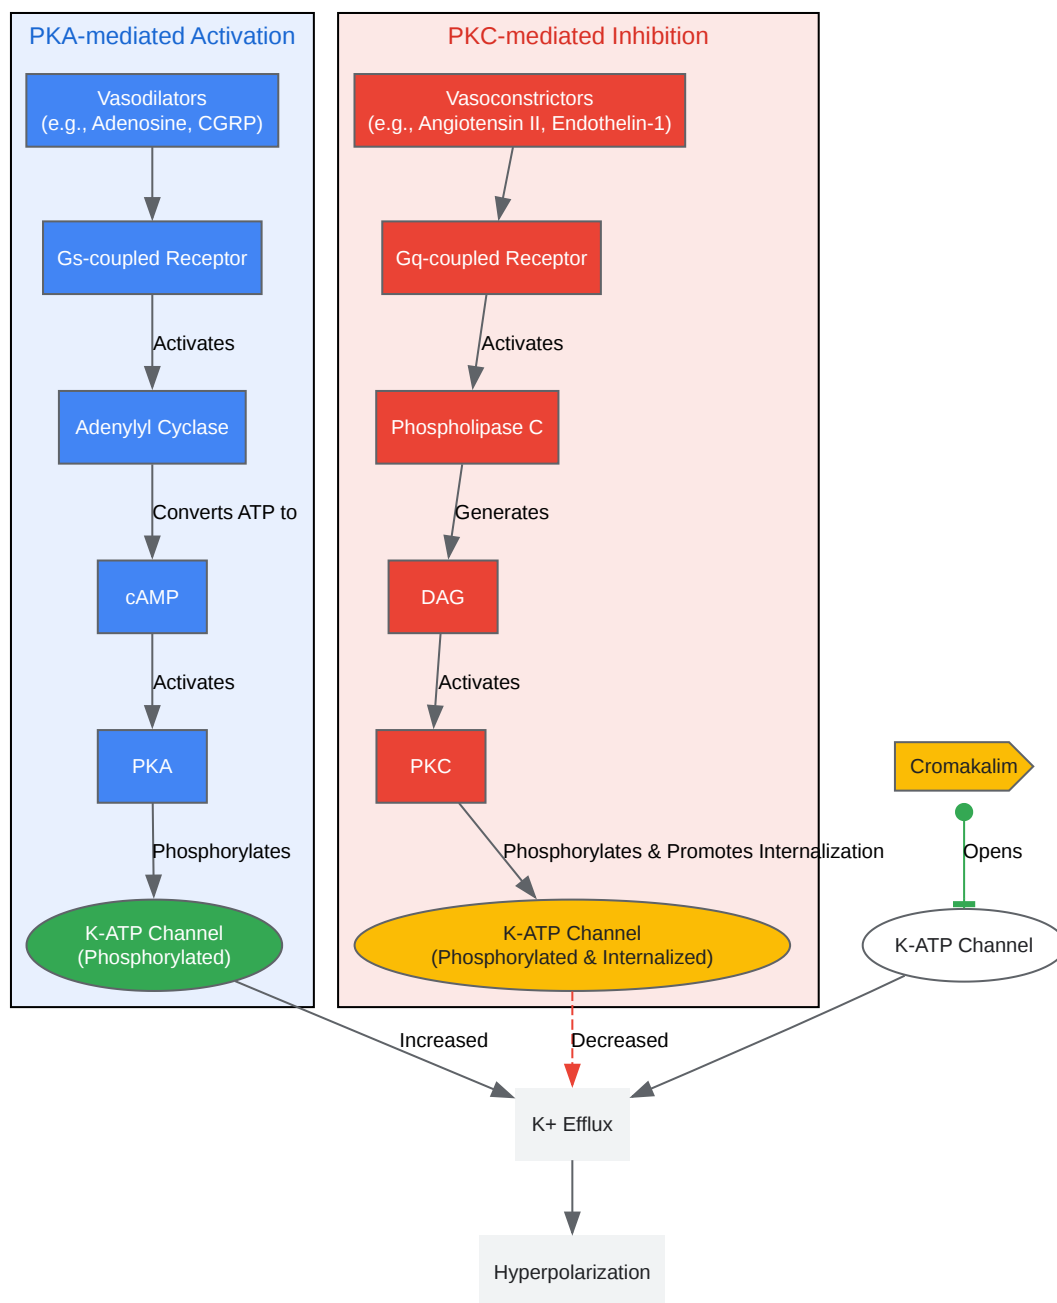 PKA-mediated Activation
Vasodilators
(e.g., Adenosine, CGRP)
Gs-coupled Receptor
Activates
Adenylyl Cyclase
Converts ATP to
cAMP
Activates
PKA
Phosphorylates
K-ATP Channel
(Phosphorylated)
PKC-mediated Inhibition
Vasoconstrictors
(e.g., Angiotensin II, Endothelin-1)
Gq-coupled Receptor
Activates
Phospholipase C
Generates
DAG
Activates
PKC
Phosphorylates & Promotes Internalization
K-ATP Channel
(Phosphorylated & Internalized)
Cromakalim
Opens
K-ATP Channel
Increased
Decreased
K+ Efflux
Hyperpolarization